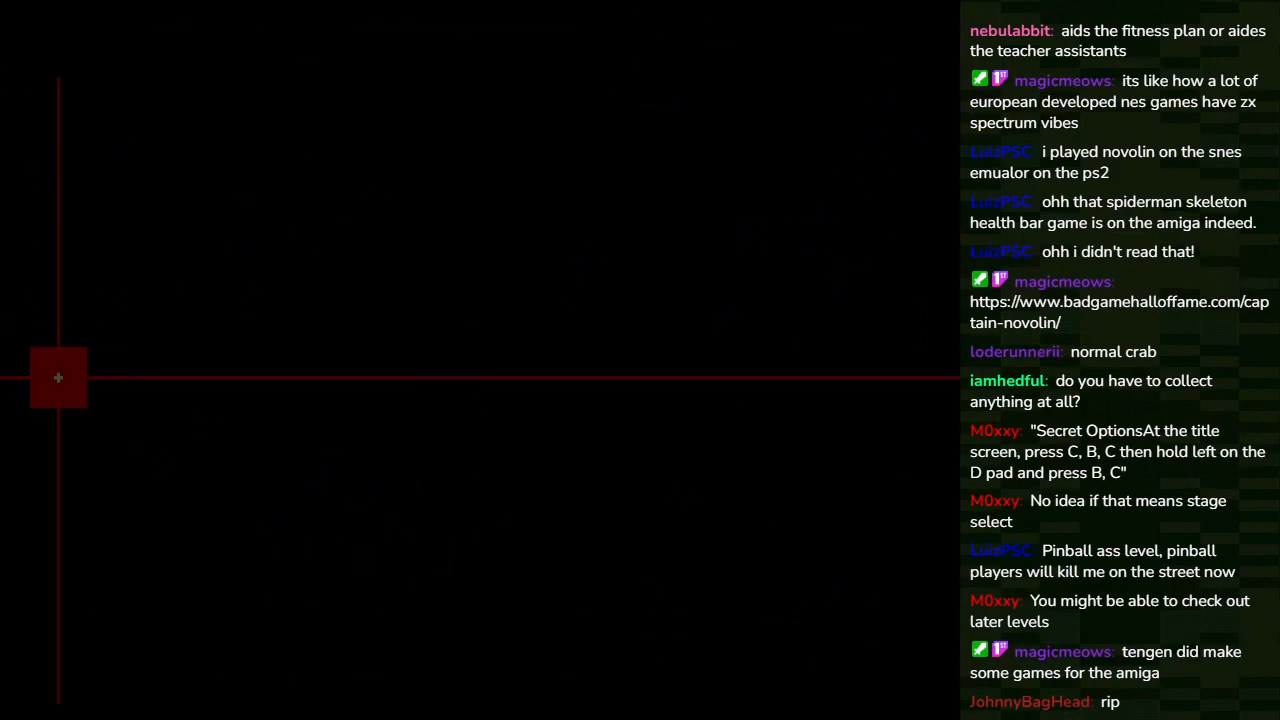 nebulabbit: aids the fitness plan or aides
the teacher assistants
1ST magicmeows: its like how a lot of
european developed nes games have zx
spectrum vibes
LuizPSC: i played novolin on the snes
emualor on the ps2
LuizPSC: ohh that spiderman skeleton
health bar game is on the amiga indeed.
LuizPSC: ohh i didn't read that!
1ST magicmeows:
https://www.badgamehalloffame.com/cap
tain-novolin/
loderunnerii: normal crab
iamhedful: do you have to collect
anything at all?
M0xxy: "Secret OptionsAt the title
screen, press C, B, C then hold left on the
D pad and press B, C"
M0xxy: No idea if that means stage
select
LuizPSC: Pinball ass level, pinball
players will kill me on the street now
M0xxy: You might be able to check out
later levels
1ST magicmeows: tengen did make
some games for the amiga
JohnnyBagHead: rip